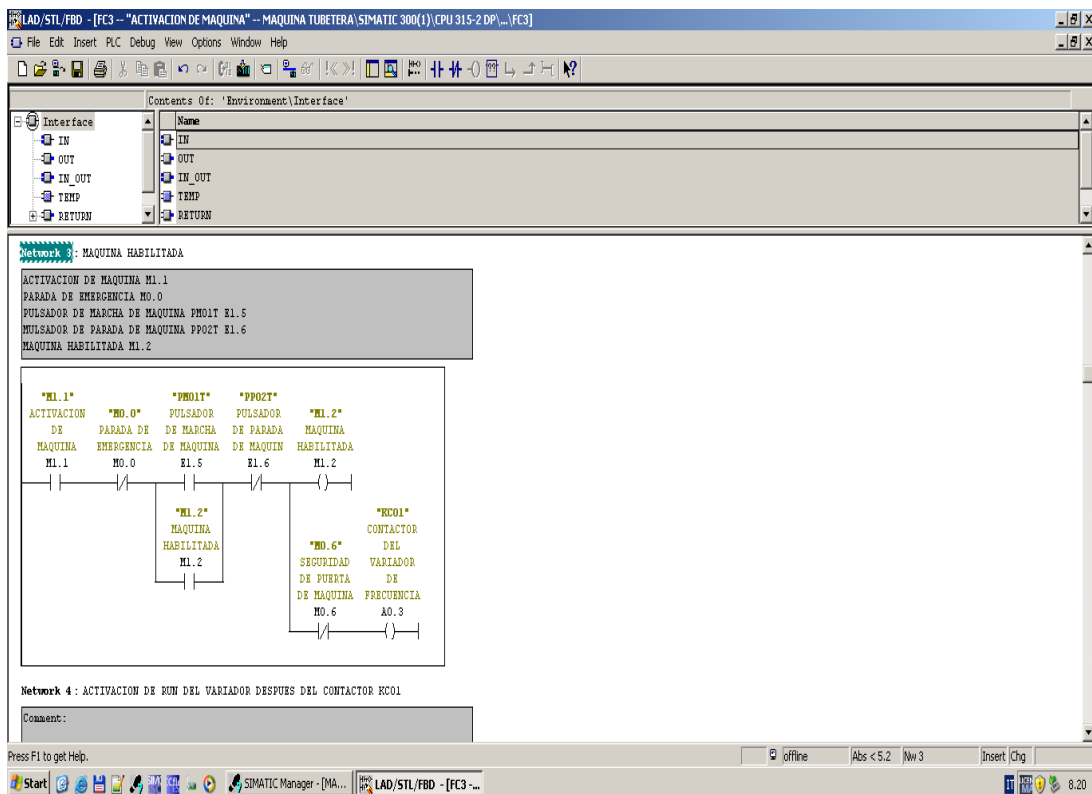 LAD/STL/FBD - [FC3 -- "ACTIVACION DE MAQUINA" -- MAQUINA TUBETERA\SIMATIC 300(1)\CPU 315-2 DP\...\FC3]
File Edit Insert PLC Debug View Options Window Help
Contents Of: 'Environment\Interface'
Interface
IN
OUT
IN_OUT
TEMP
RETURN
Name
IN
OUT
IN_OUT
TEMP
RETURN
Network 3 : MAQUINA HABILITADA
ACTIVACION DE MAQUINA M1.1
PARADA DE EMERGENCIA M0.0
PULSADOR DE MARCHA DE MAQUINA PM01T E1.5
MULSADOR DE PARADA DE MAQUINA PP02T E1.6
MAQUINA HABILITADA M1.2
"M1.1"
ACTIVACION
DE
MAQUINA
M1.1
"M0.0"
PARADA DE
EMERGENCIA
M0.0
"PM01T"
PULSADOR
DE MARCHA
DE MAQUINA
E1.5
"PP02T"
PULSADOR
DE PARADA
DE MAQUIN
E1.6
"M1.2"
MAQUINA
HABILITADA
M1.2
"M1.2"
MAQUINA
HABILITADA
M1.2
"M0.6"
SEGURIDAD
DE PUERTA
DE MAQUINA
M0.6
"KC01"
CONTACTOR
DEL
VARIADOR
DE
FRECUENCIA
A0.3
Network 4 : ACTIVACION DE RUN DEL VARIADOR DESPUES DEL CONTACTOR KC01
Comment:
Press F1 to get Help.
offline
Abs < 5.2
Nw 3
Insert
Chg
Start
SIMATIC Manager - [MA...
LAD/STL/FBD - [FC3 -...
IT
8.20